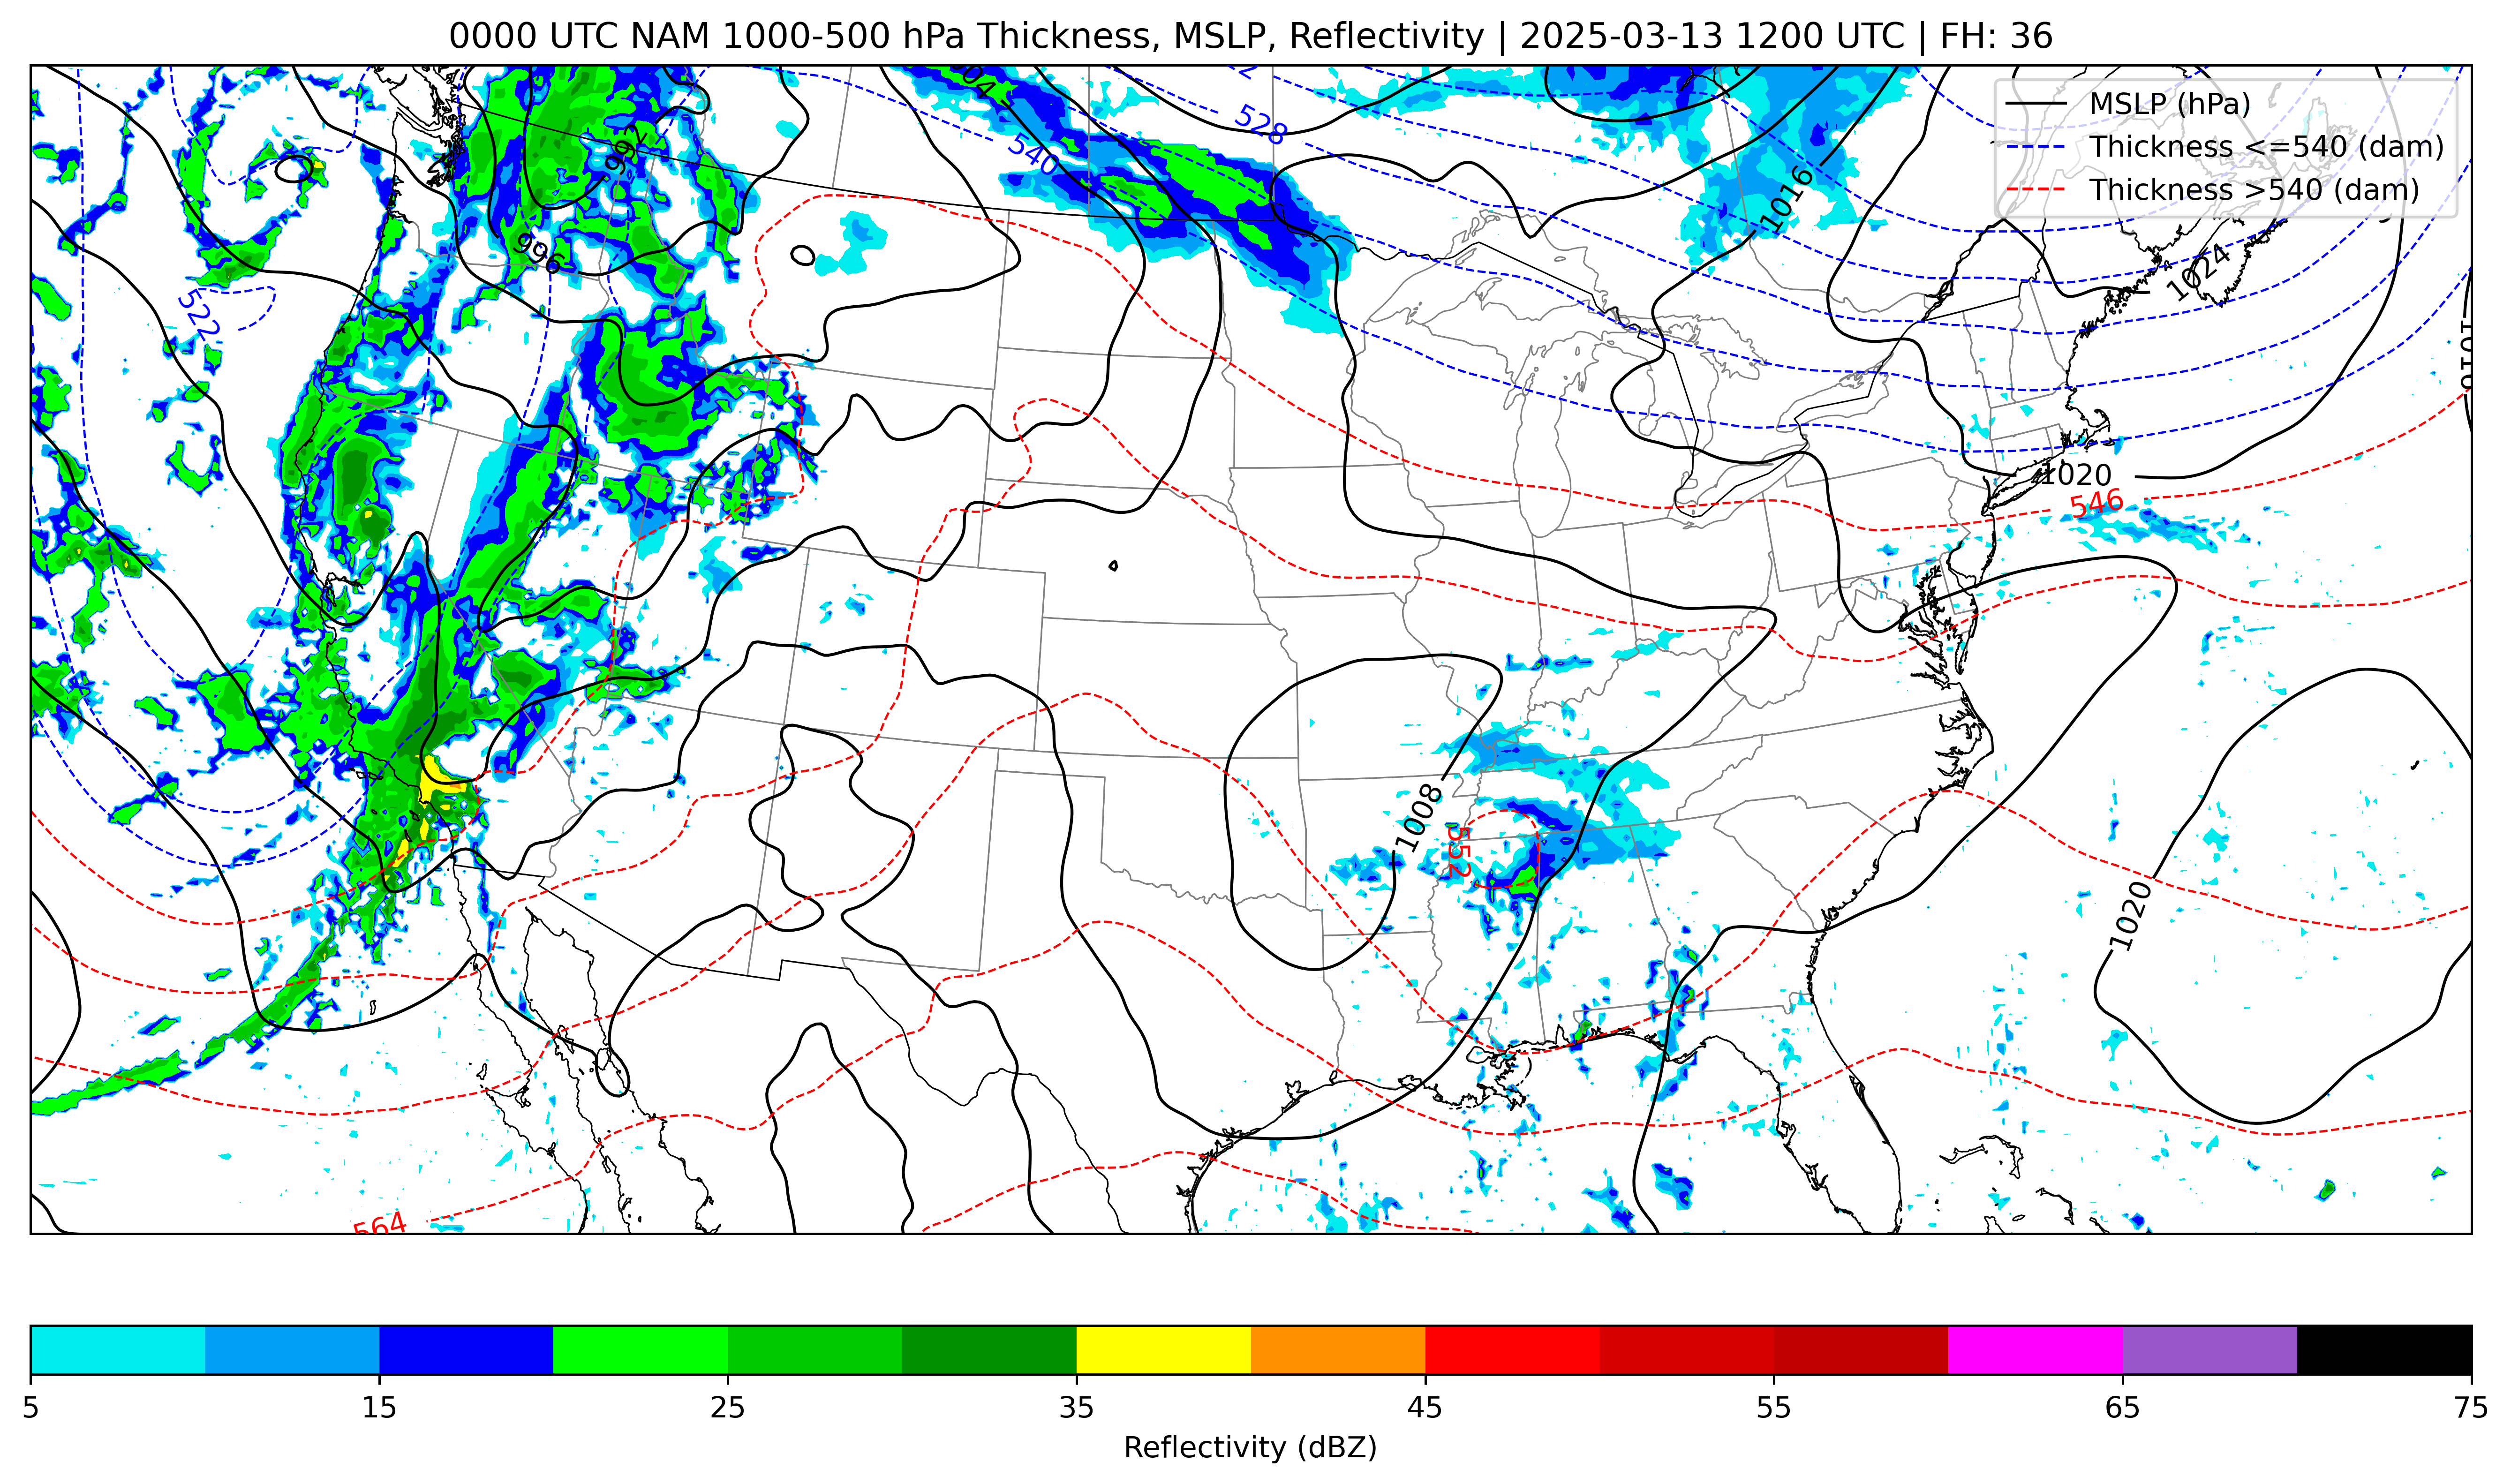 0000 UTC NAM 1000-500 hPa Thickness, MSLP, Reflectivity | 2025-03-13 1200 UTC | FH: 36
MSLP (hPa)
Thickness <=540 (dam)
Thickness >540 (dam)
528
540
992
996
1016
1024
522
1010
1020
546
1008
552
1020
564
5 15 25 35 45 55 65 75
Reflectivity (dBZ)